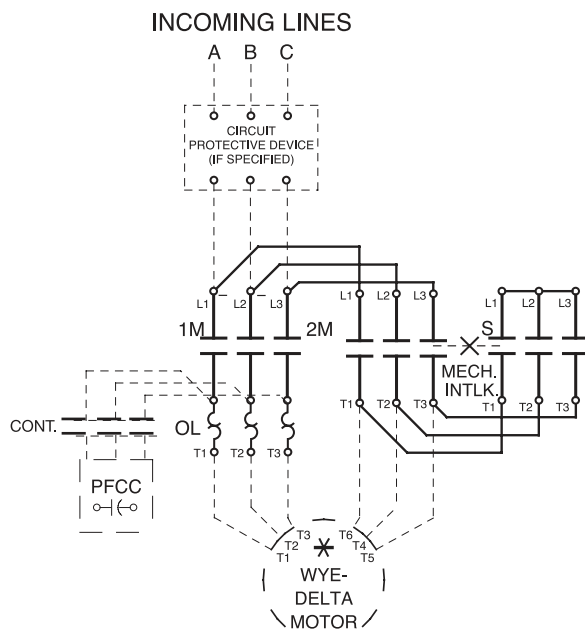 INCOMING LINES
A B C
CIRCUIT
PROTECTIVE DEVICE
(IF SPECIFIED)
L1 L2 L3 L1 L2 L3 L1 L2 L3
1M 2M S
MECH.
INTLK.
T1 T2 T3 T1 T2 T3
CONT. OL
T1 T2 T3
PFCC
T3 T6
T2 T4
T1 T5
WYE-
DELTA
MOTOR